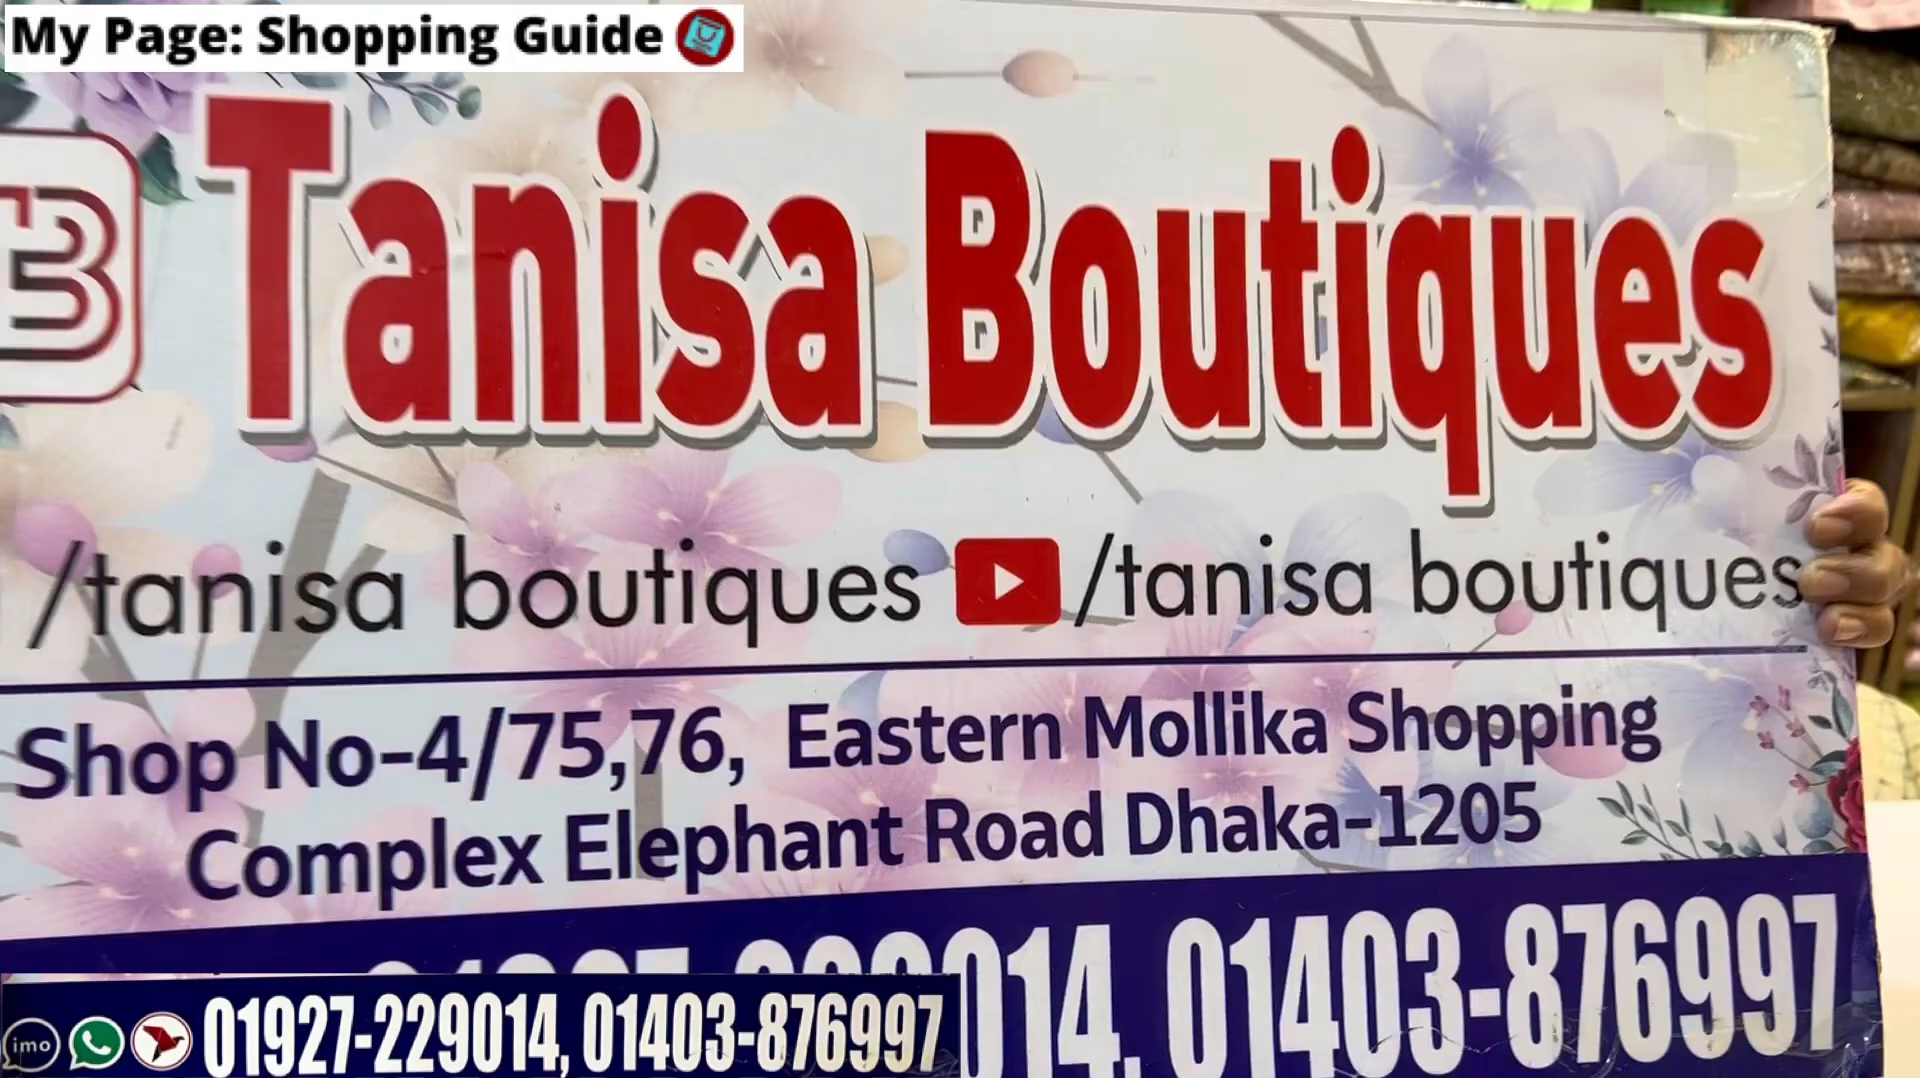 My Page: Shopping Guide
TB Tanisa Boutiques
/tanisa boutiques /tanisa boutiques
Shop No-4/75,76, Eastern Mollika Shopping
Complex Elephant Road Dhaka-1205
014, 01403-876997
imo 01927-229014, 01403-876997